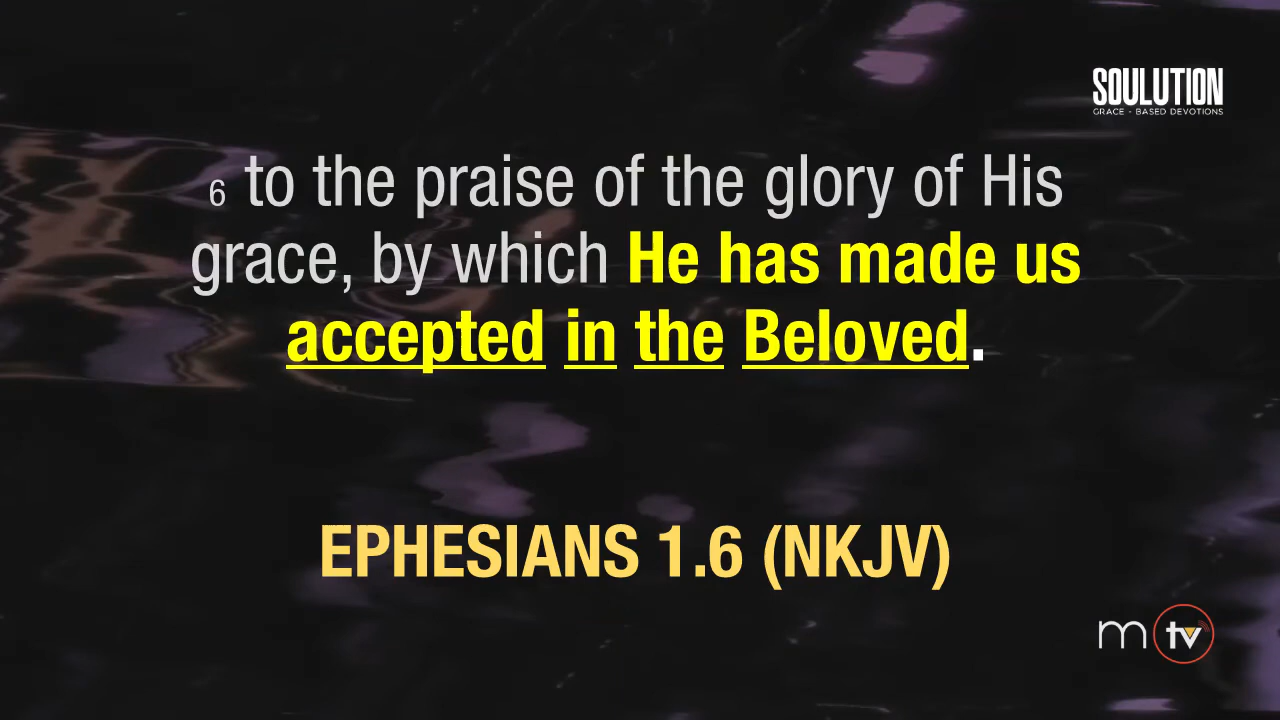 SOULUTION
GRACE - BASED DEVOTIONS
6 to the praise of the glory of His
grace, by which He has made us
accepted in the Beloved.
EPHESIANS 1.6 (NKJV)
m tv